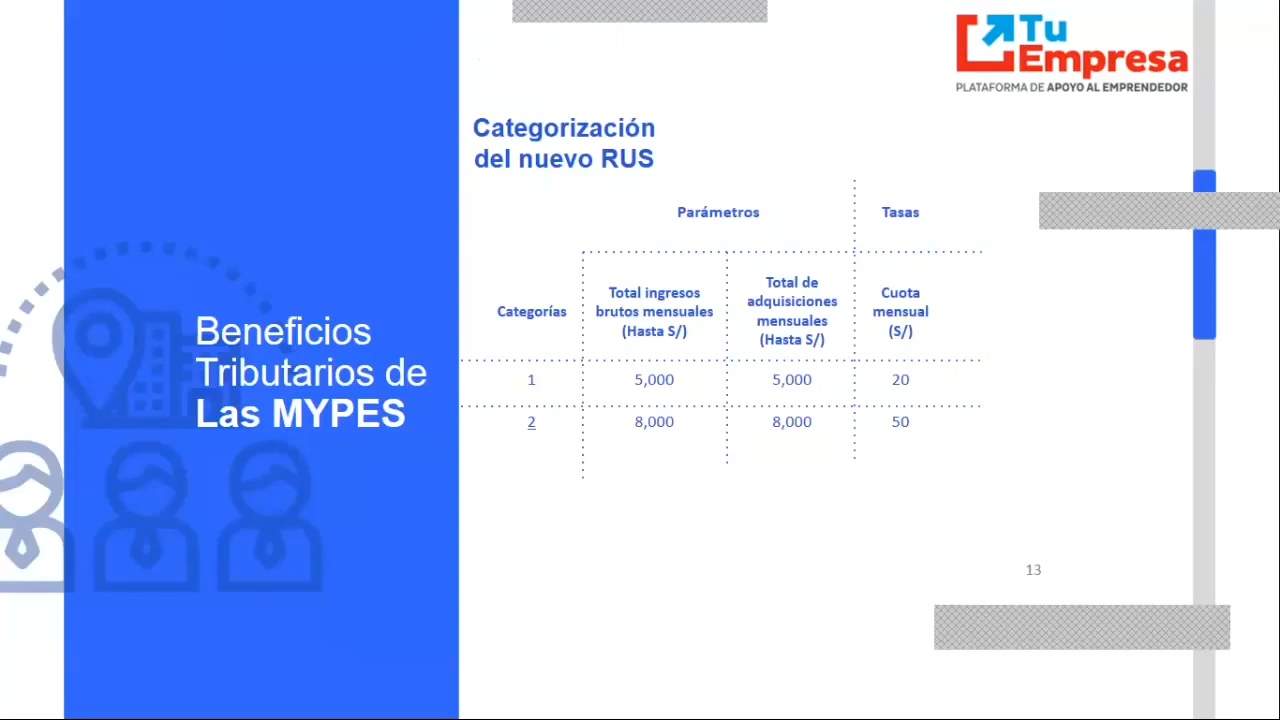 Tu
Empresa
PLATAFORMA DE APOYO AL EMPRENDEDOR
Categorización
del nuevo RUS
Parámetros Tasas
Categorías
Total ingresos
brutos mensuales
(Hasta S/)
Total de
adquisiciones
mensuales
(Hasta S/)
Cuota
mensual
(S/)
1 5,000 5,000 20
2 8,000 8,000 50
Beneficios
Tributarios de
Las MYPES
13